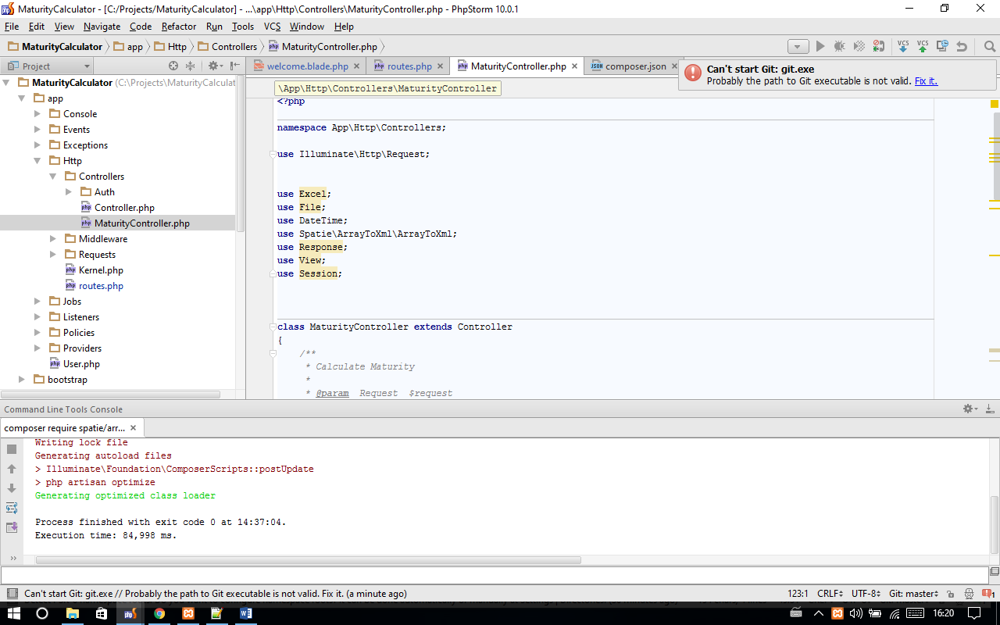 MaturityCalculator - [C:/Projects/MaturityCalculator] - ...\app\Http\Controllers\MaturityController.php - PhpStorm 10.0.1
File Edit View Navigate Code Refactor Run Tools VCS Window Help
MaturityCalculator app Http Controllers MaturityController.php
VCS VCS
Project
welcome.blade.php routes.php MaturityController.php composer.json
Can't start Git: git.exe
Probably the path to Git executable is not valid. Fix it.
MaturityCalculator (C:\Projects\MaturityCalculat
app
Console
Events
Exceptions
Http
Controllers
Auth
Controller.php
MaturityController.php
Middleware
Requests
Kernel.php
routes.php
Jobs
Listeners
Policies
Providers
User.php
bootstrap
\App\Http\Controllers\MaturityController
<?php
namespace App\Http\Controllers;
use Illuminate\Http\Request;
use Excel;
use File;
use DateTime;
use Spatie\ArrayToXml\ArrayToXml;
use Response;
use View;
use Session;
class MaturityController extends Controller
{
/**
* Calculate Maturity
*
* @param Request $request
Command Line Tools Console
composer require spatie/arr...
Writing lock file
Generating autoload files
> Illuminate\Foundation\ComposerScripts::postUpdate
> php artisan optimize
Generating optimized class loader
Process finished with exit code 0 at 14:37:04.
Execution time: 84,998 ms.
Can't start Git: git.exe // Probably the path to Git executable is not valid. Fix it. (a minute ago)
123:1 CRLF UTF-8 Git: master 1
16:20